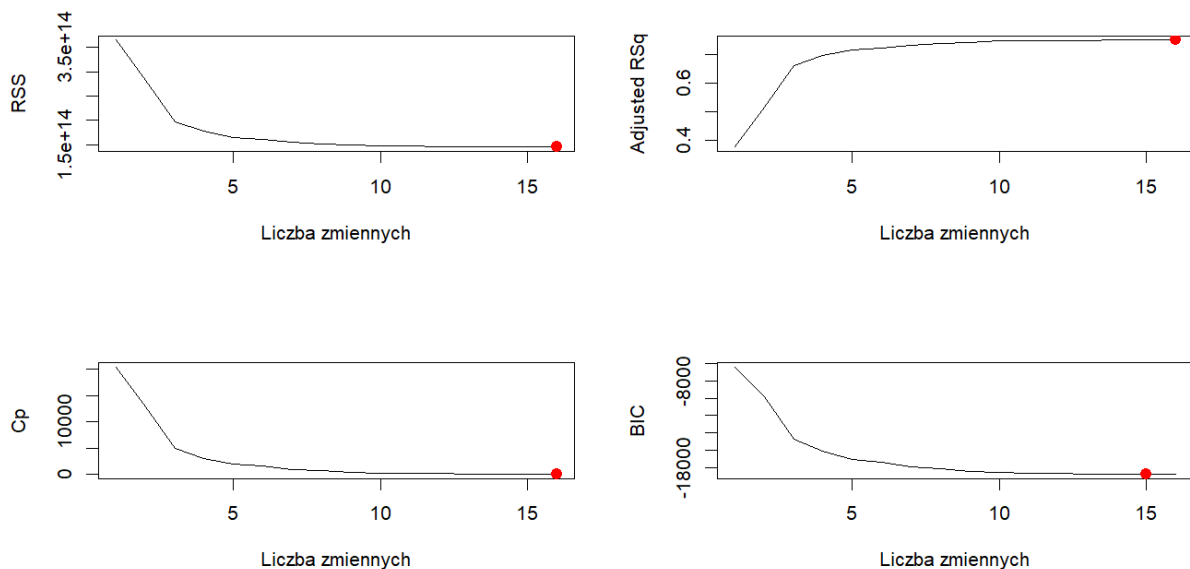 RSS
3.5e+14
1.5e+14
5 10 15
Liczba zmiennych
Adjusted RSq
0.6
0.4
5 10 15
Liczba zmiennych
Cp
10000
0
5 10 15
Liczba zmiennych
BIC
-8000
-18000
5 10 15
Liczba zmiennych